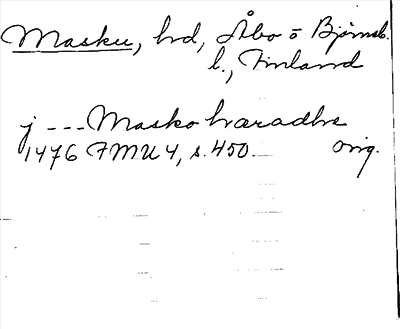 Masku, hd, Åbo o Björneb.
l., Finland
j --- Masko haradhe
1476 FMU 4, s. 450. orig.